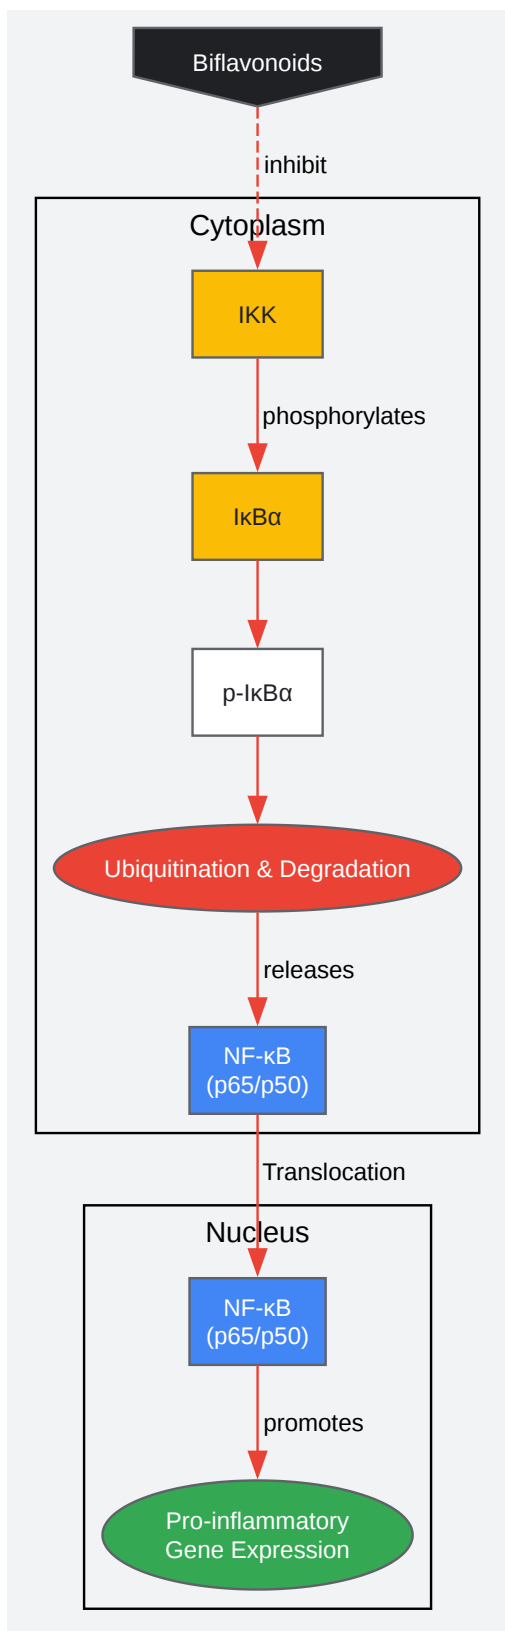 Biflavonoids
inhibit
Cytoplasm
IKK
phosphorylates
IκBα
p-IκBα
Ubiquitination & Degradation
releases
NF-κB
(p65/p50)
Translocation
Nucleus
NF-κB
(p65/p50)
promotes
Pro-inflammatory
Gene Expression